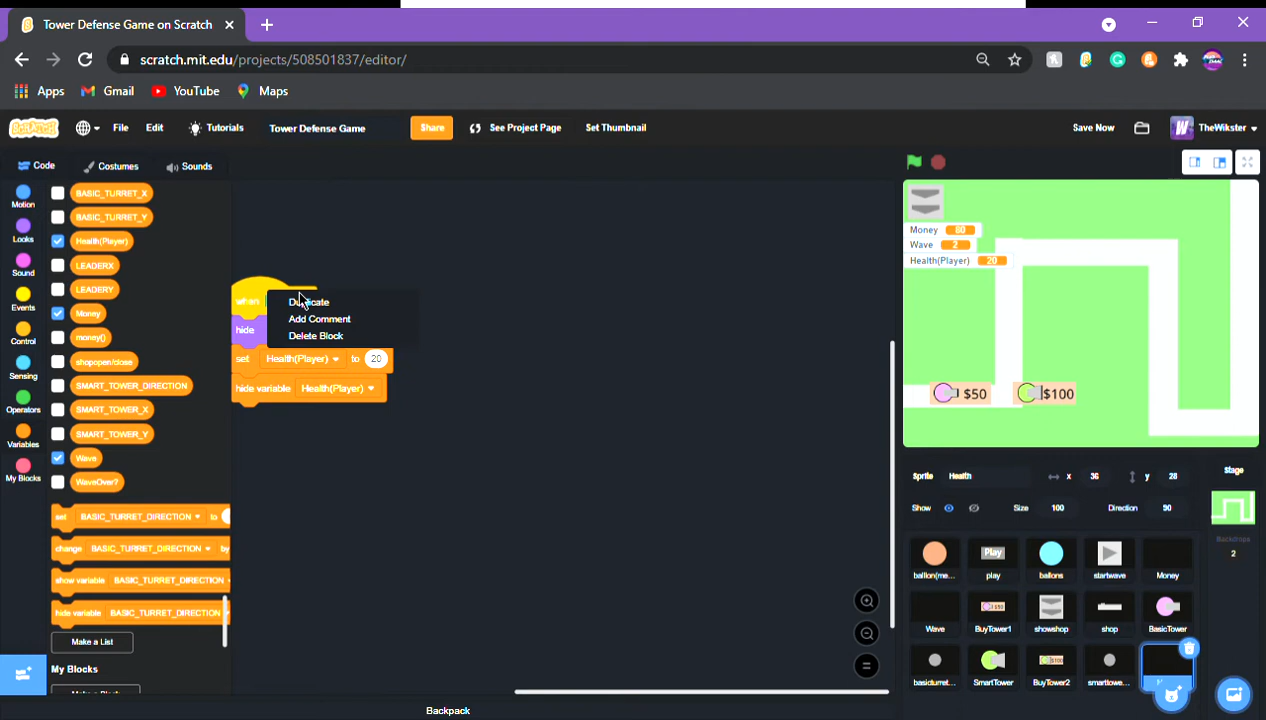 Tower Defense Game on Scratch
scratch.mit.edu/projects/508501837/editor/
Apps Gmail YouTube Maps
SCRATCH File Edit Tutorials Tower Defense Game Share See Project Page Set Thumbnail Save Now TheWikster
Code Costumes Sounds
Motion
Looks
Sound
Events
Control
Sensing
Operators
Variables
My Blocks
BASIC_TURRET_X
BASIC_TURRET_Y
Health(Player)
LEADERX
LEADERY
Money
money()
shopopen/close
SMART_TOWER_DIRECTION
SMART_TOWER_X
SMART_TOWER_Y
Wave
WaveOver?
set BASIC_TURRET_DIRECTION to
change BASIC_TURRET_DIRECTION by
show variable BASIC_TURRET_DIRECTION
hide variable BASIC_TURRET_DIRECTION
Make a List
My Blocks
when
hide
set Health(Player) to 20
hide variable Health(Player)
Duplicate
Add Comment
Delete Block
Backpack
Money 80
Wave 2
Health(Player) 20
$50 $100
Sprite Health x 36 y 28
Show Size 100 Direction 90
Stage
Backdrops
2
ballion(me... play ballons startwave Money
Play
Wave BuyTower1 showshop shop BasicTower
$50
basicturret... SmartTower BuyTower2 smarttowe...
$100